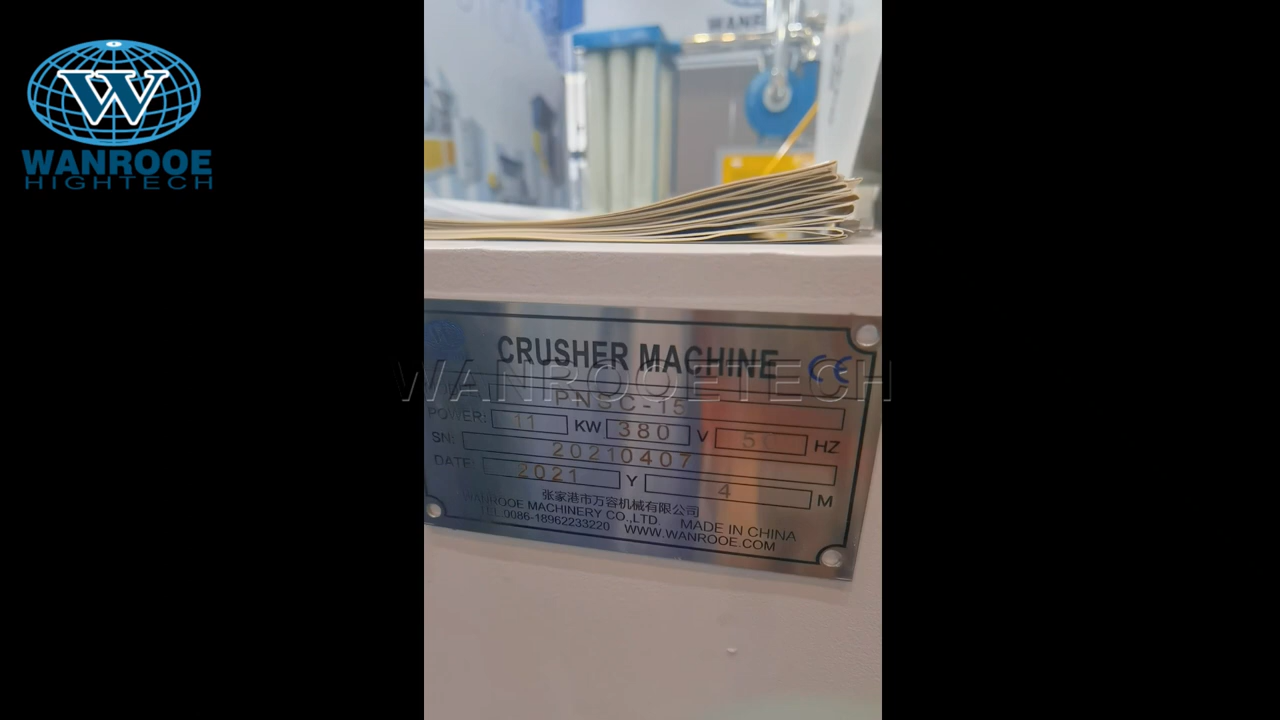 WANROOE
HIGHTECH
WANROOE
CRUSHER MACHINE CE
WANROOETECH
PNSC-15
POWER: 11 KW 380 V 50 HZ
SN: 20210407
DATE: 2021 Y 4 M
张家港市万容机械有限公司
WANROOE MACHINERY CO.,LTD. MADE IN CHINA
TEL 0086-18962233220 WWW.WANROOE.COM